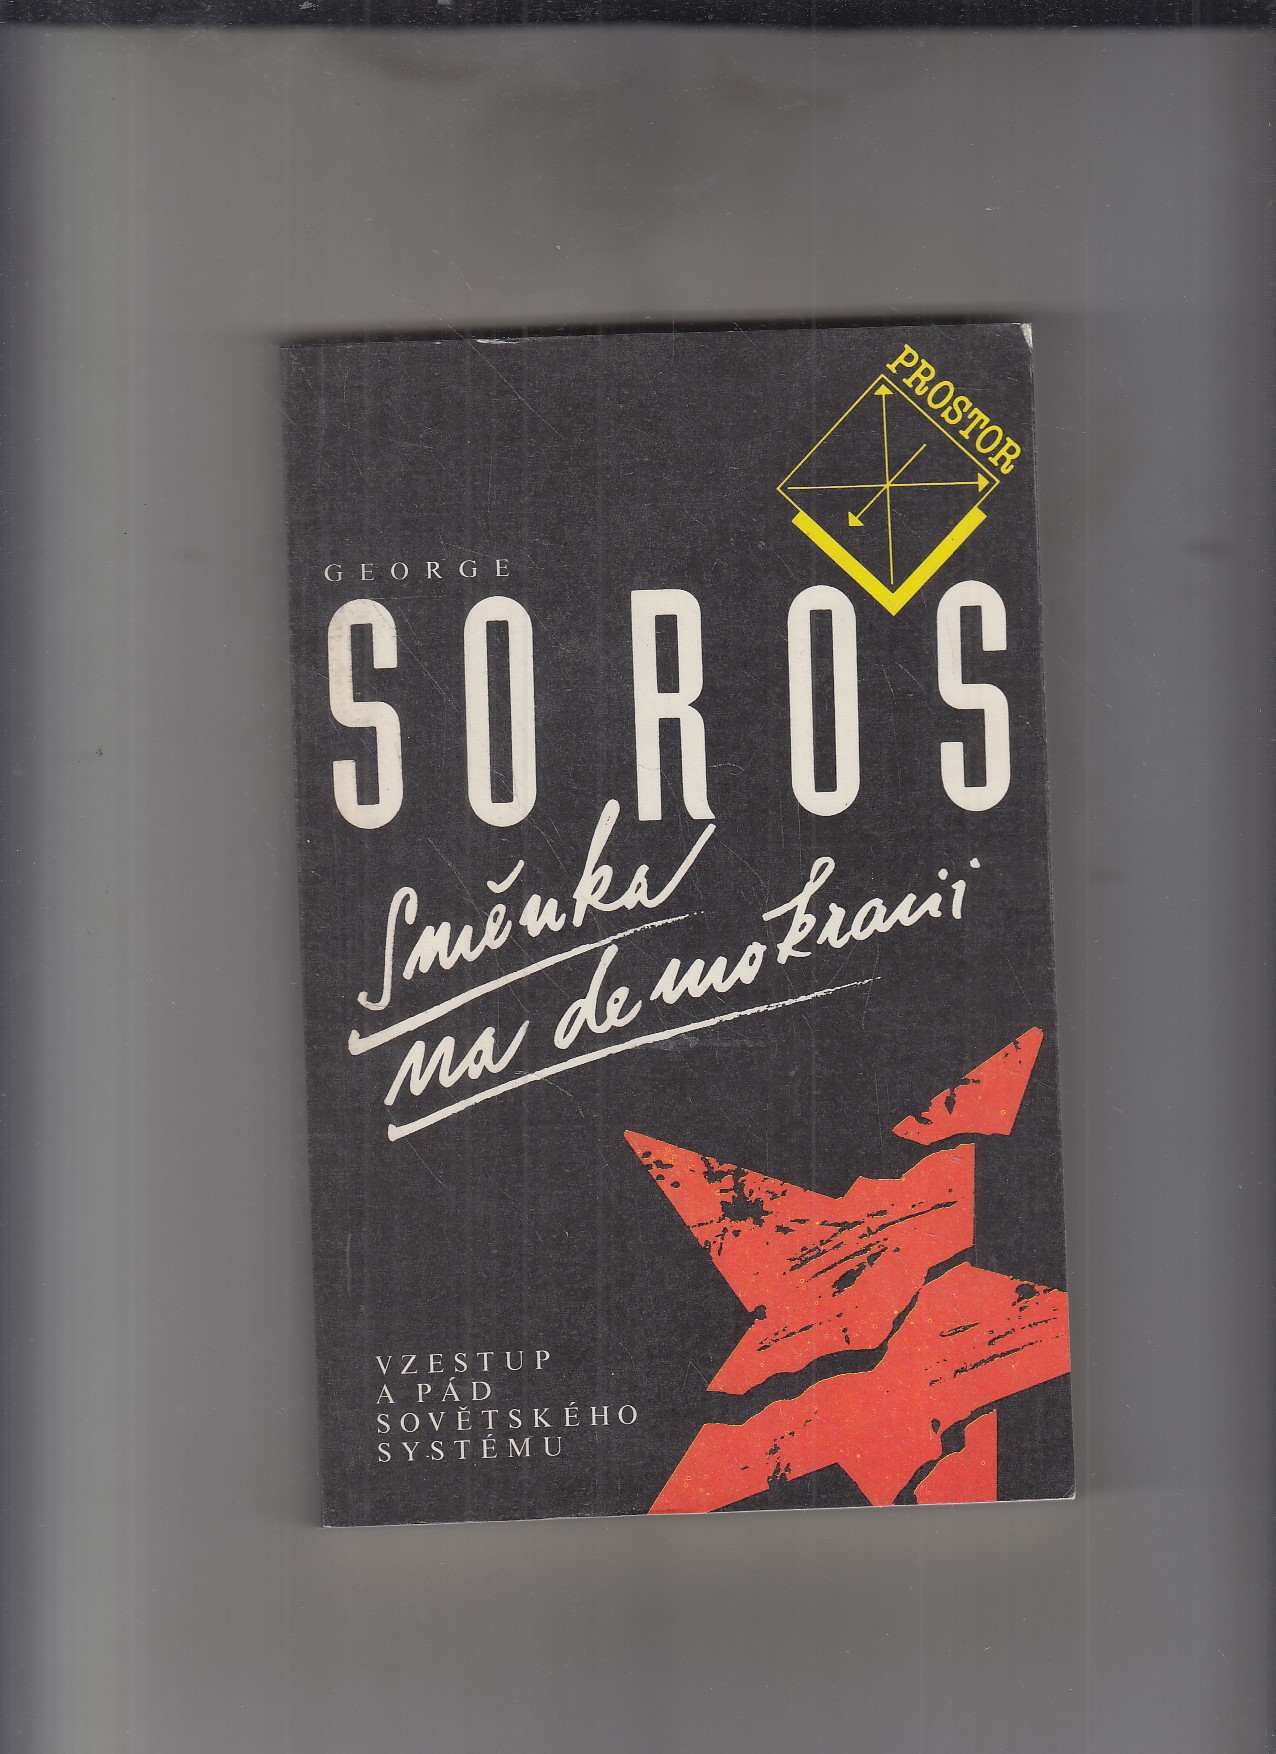 PROSTOR
GEORGE
SOROS
Směnka
na demokracii
VZESTUP
A PÁD
SOVĚTSKÉHO
SYSTÉMU